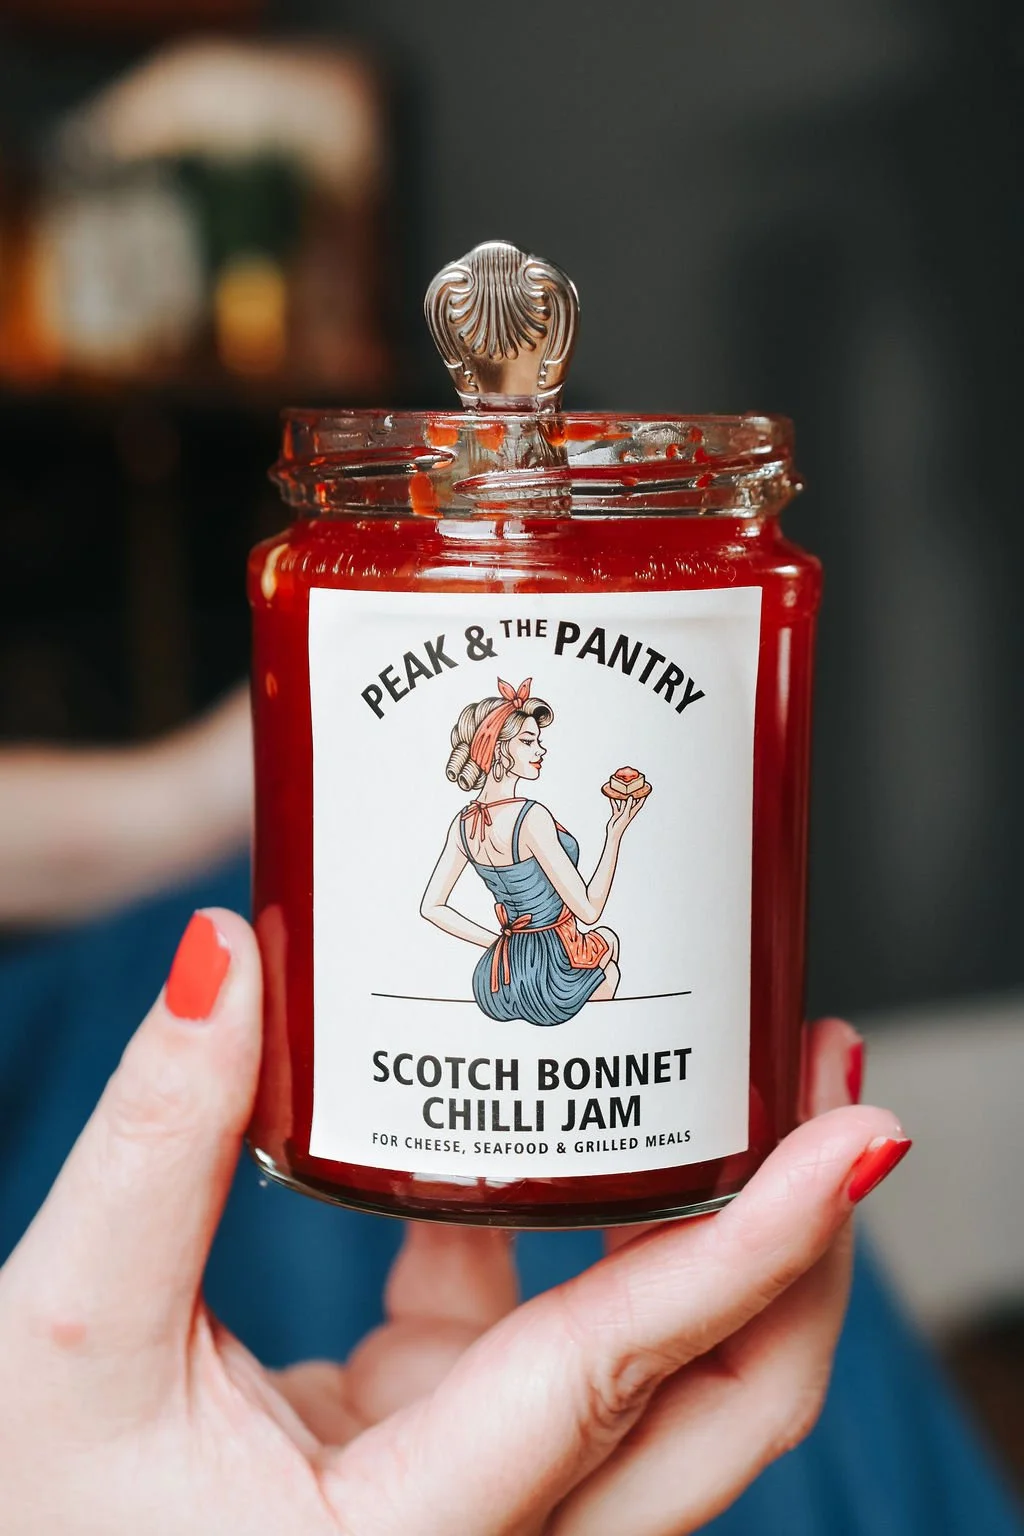 PEAK & THE PANTRY
SCOTCH BONNET
CHILLI JAM
FOR CHEESE, SEAFOOD & GRILLED MEALS